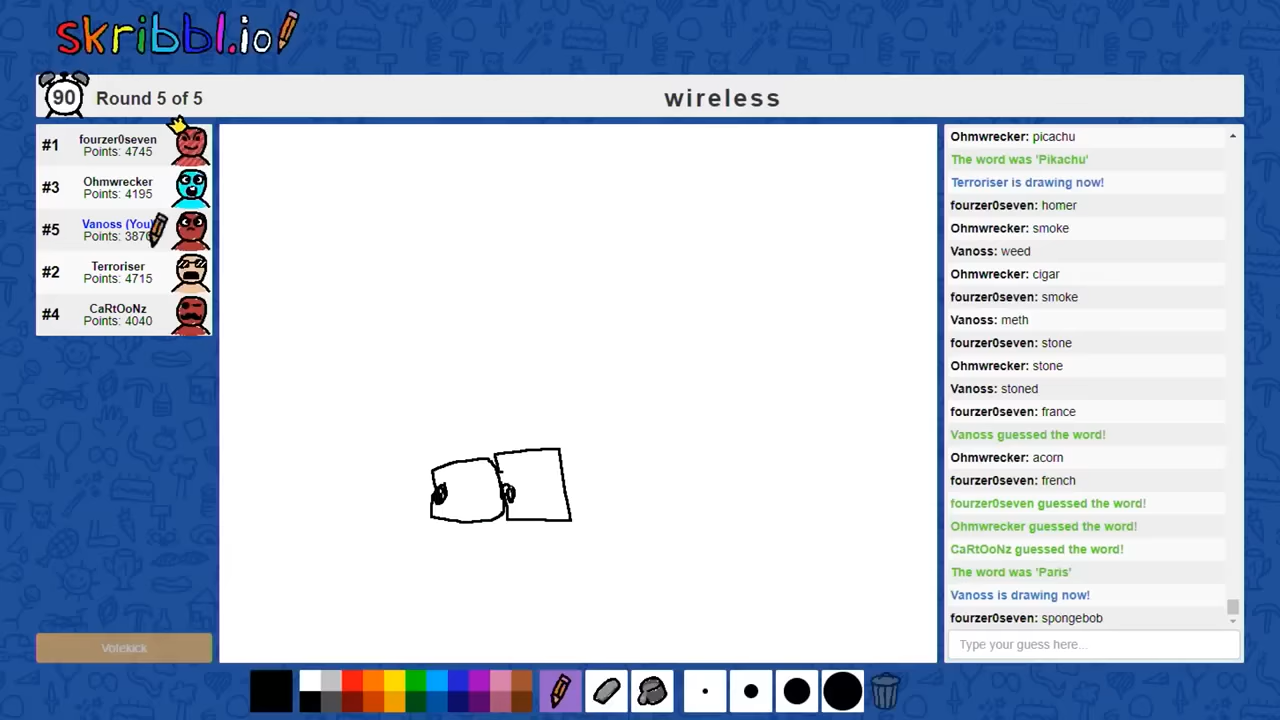 skribbl.io
90
Round 5 of 5
wireless
#1
fourzer0seven
Points: 4745
#3
Ohmwrecker
Points: 4195
#5
Vanoss (You)
Points: 3876
#2
Terroriser
Points: 4715
#4
CaRtOoNz
Points: 4040
Votekick
Ohmwrecker: picachu
The word was 'Pikachu'
Terroriser is drawing now!
fourzer0seven: homer
Ohmwrecker: smoke
Vanoss: weed
Ohmwrecker: cigar
fourzer0seven: smoke
Vanoss: meth
fourzer0seven: stone
Ohmwrecker: stone
Vanoss: stoned
fourzer0seven: france
Vanoss guessed the word!
Ohmwrecker: acorn
fourzer0seven: french
fourzer0seven guessed the word!
Ohmwrecker guessed the word!
CaRtOoNz guessed the word!
The word was 'Paris'
Vanoss is drawing now!
fourzer0seven: spongebob
Type your guess here...